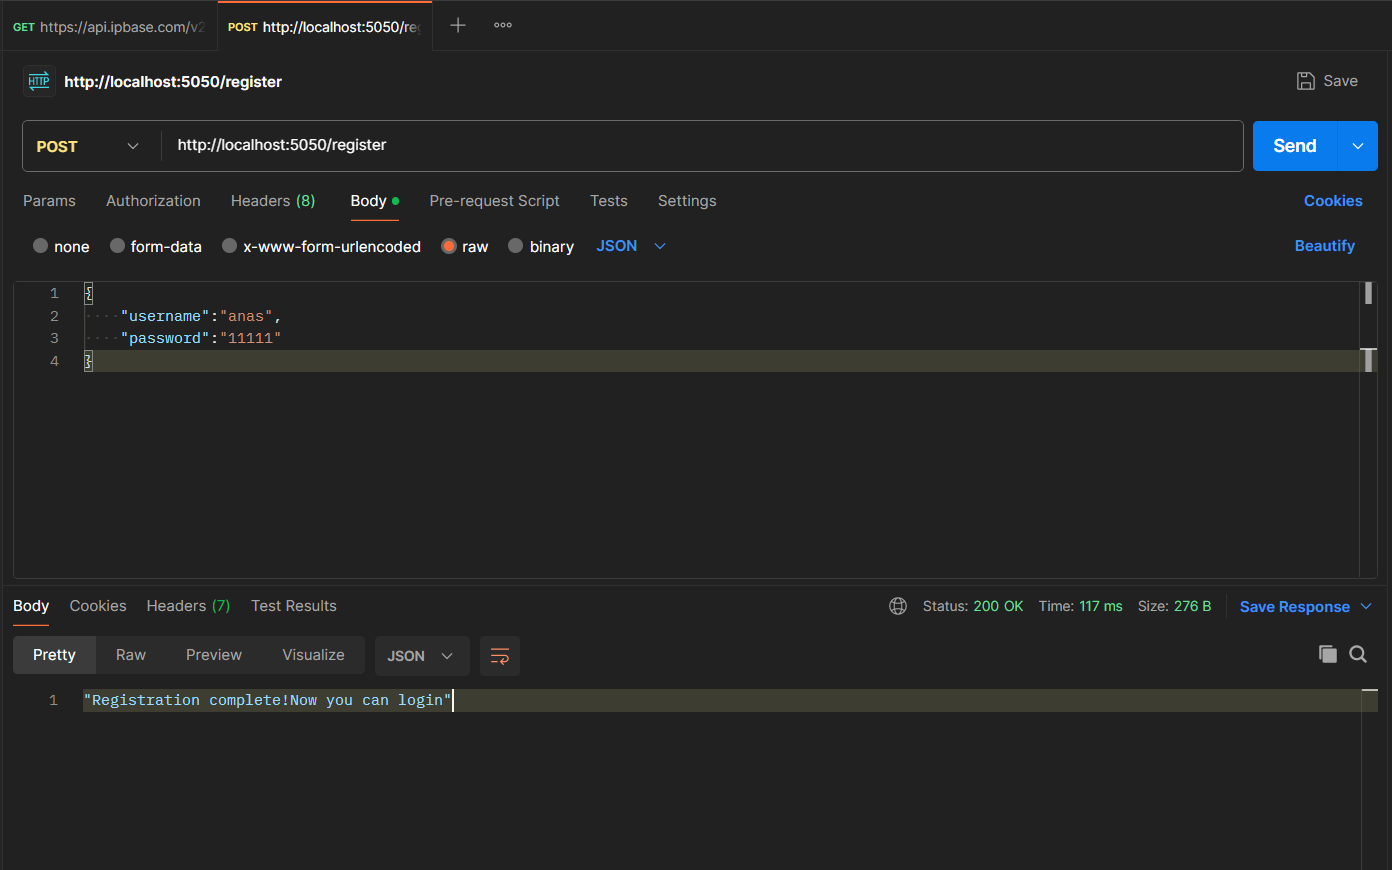 GET https://api.ipbase.com/v2
POST http://localhost:5050/re
HTTP http://localhost:5050/register
Save
POST http://localhost:5050/register
Send
Params Authorization Headers (8) Body Pre-request Script Tests Settings Cookies
none form-data x-www-form-urlencoded raw binary JSON Beautify
1 {
2 "username":"anas",
3 "password":"11111"
4 }
Body Cookies Headers (7) Test Results Status: 200 OK Time: 117 ms Size: 276 B Save Response
Pretty Raw Preview Visualize JSON
1 "Registration complete!Now you can login"